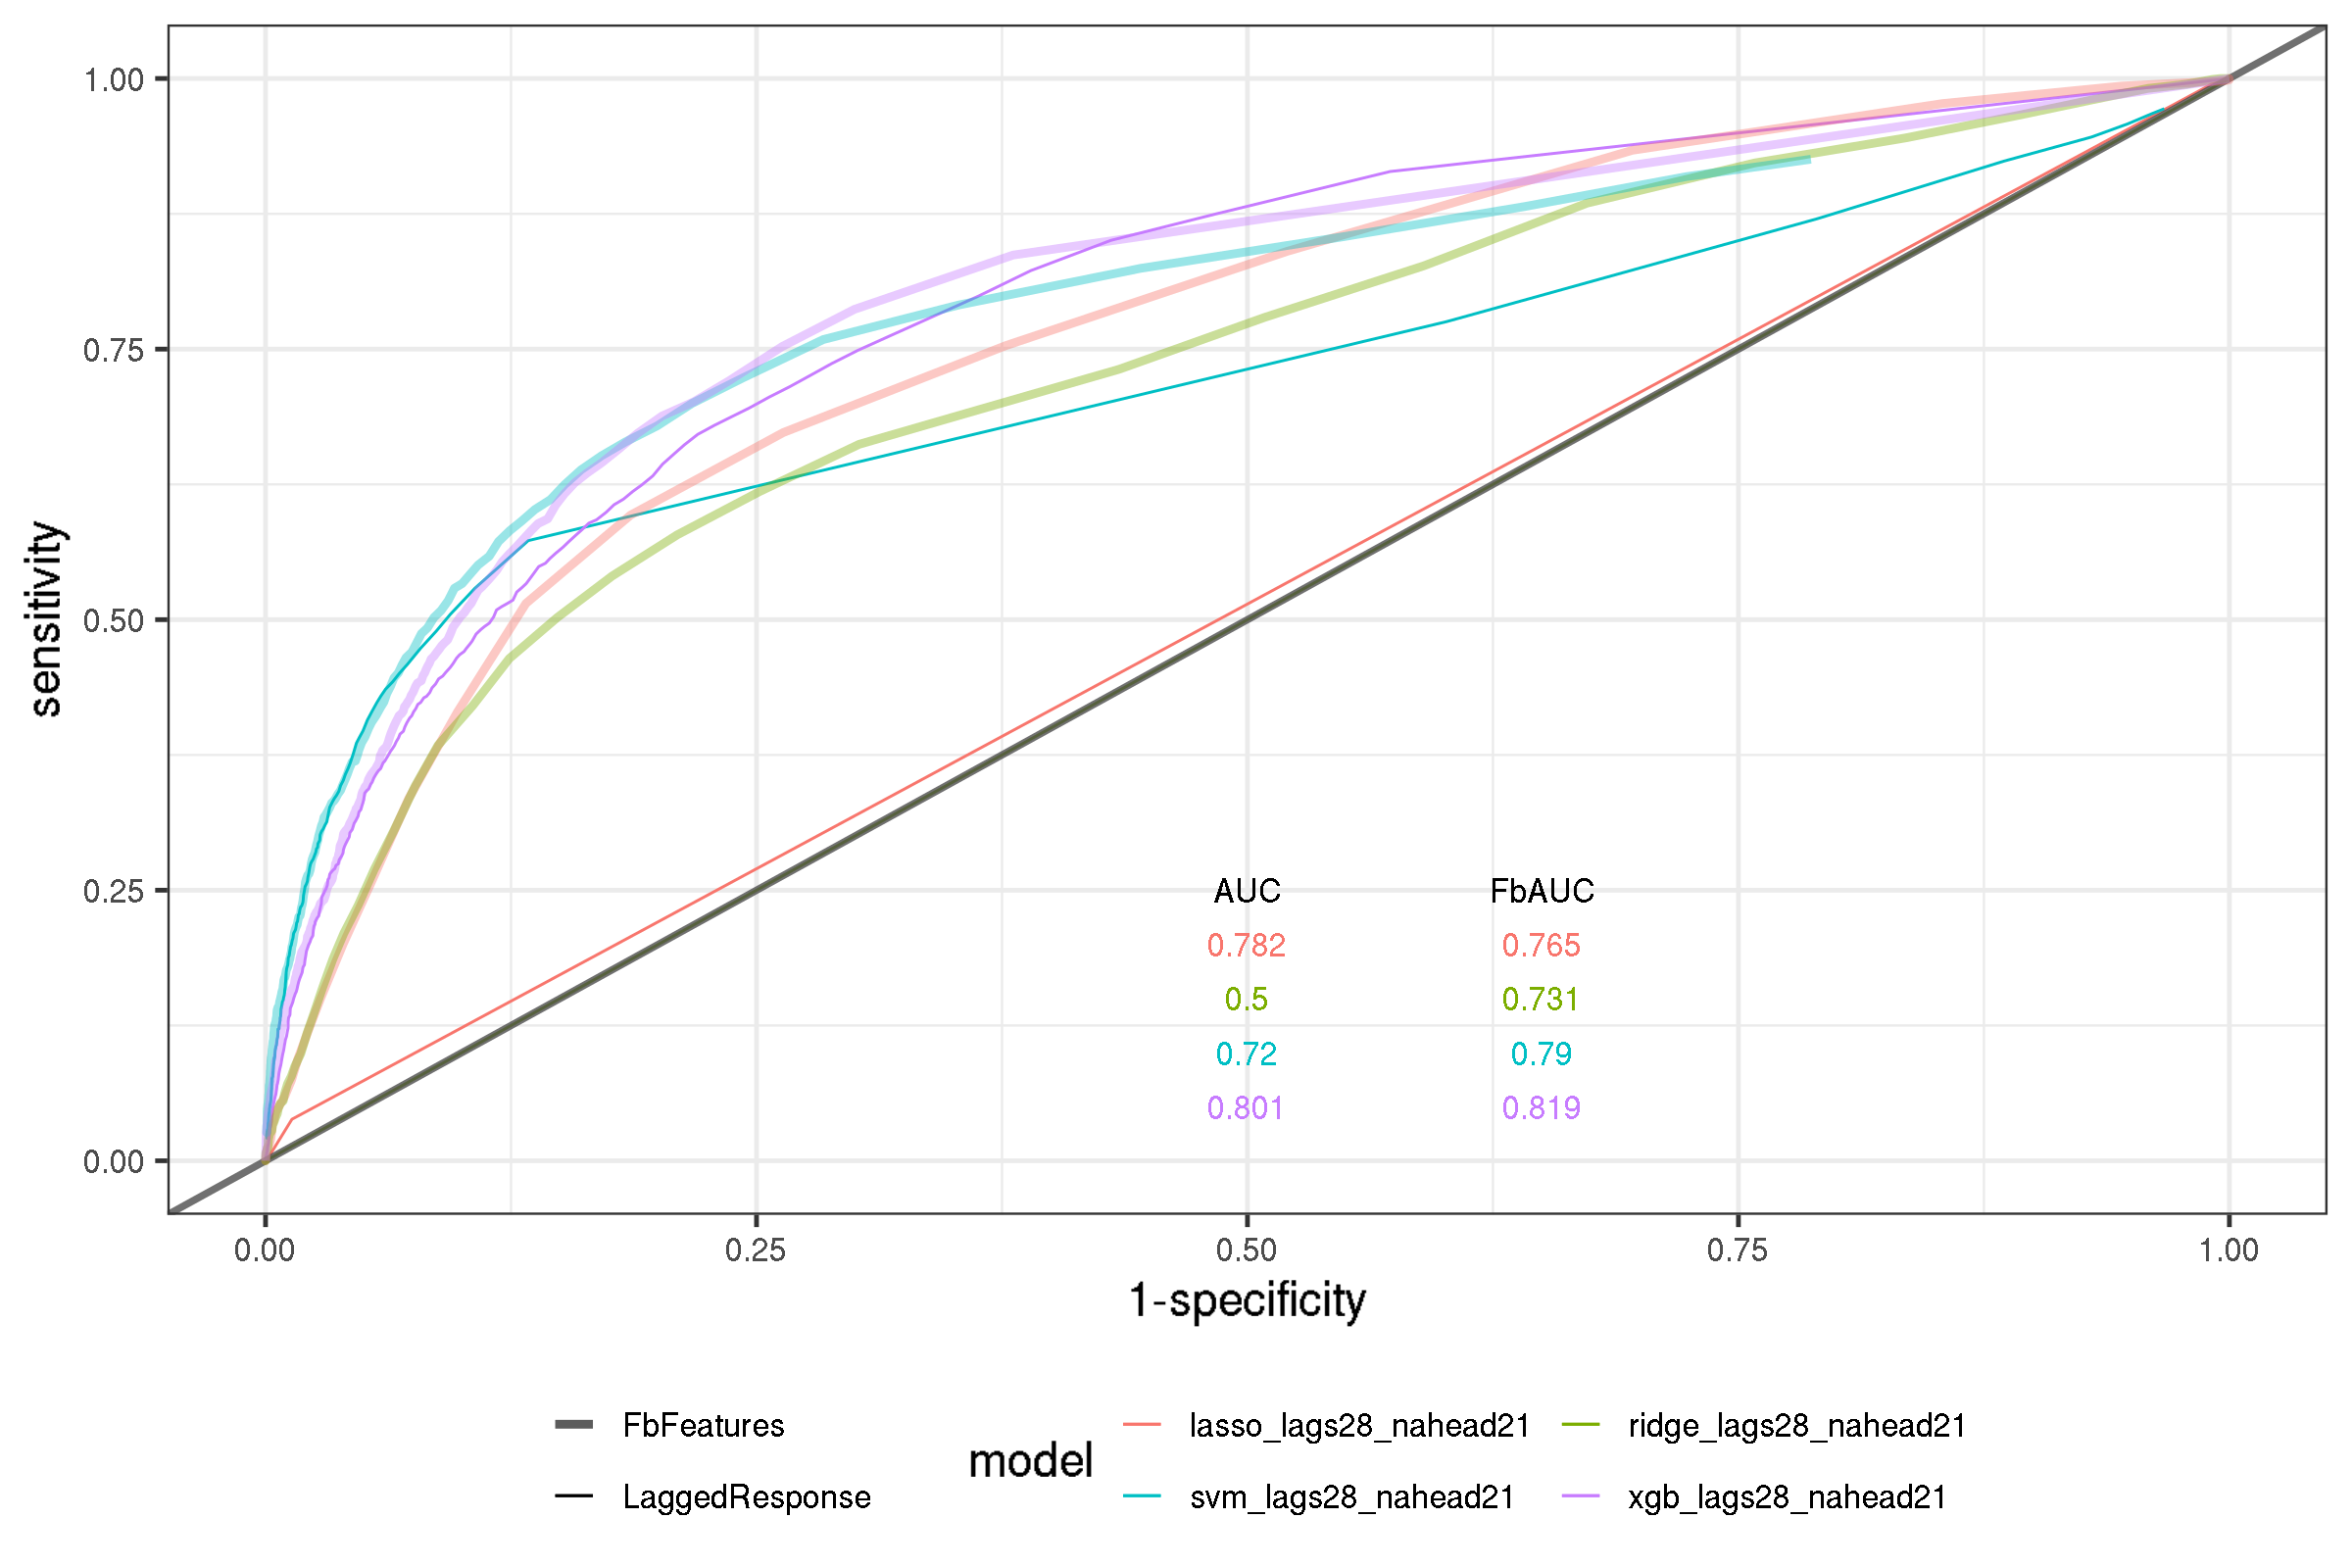 1.00
0.75
0.50
0.25
0.00
sensitivity
AUC FbAUC
0.782 0.765
0.5 0.731
0.72 0.79
0.801 0.819
0.00 0.25 0.50 0.75 1.00
1-specificity
FbFeatures
LaggedResponse
model
lasso_lags28_nahead21 ridge_lags28_nahead21
svm_lags28_nahead21 xgb_lags28_nahead21